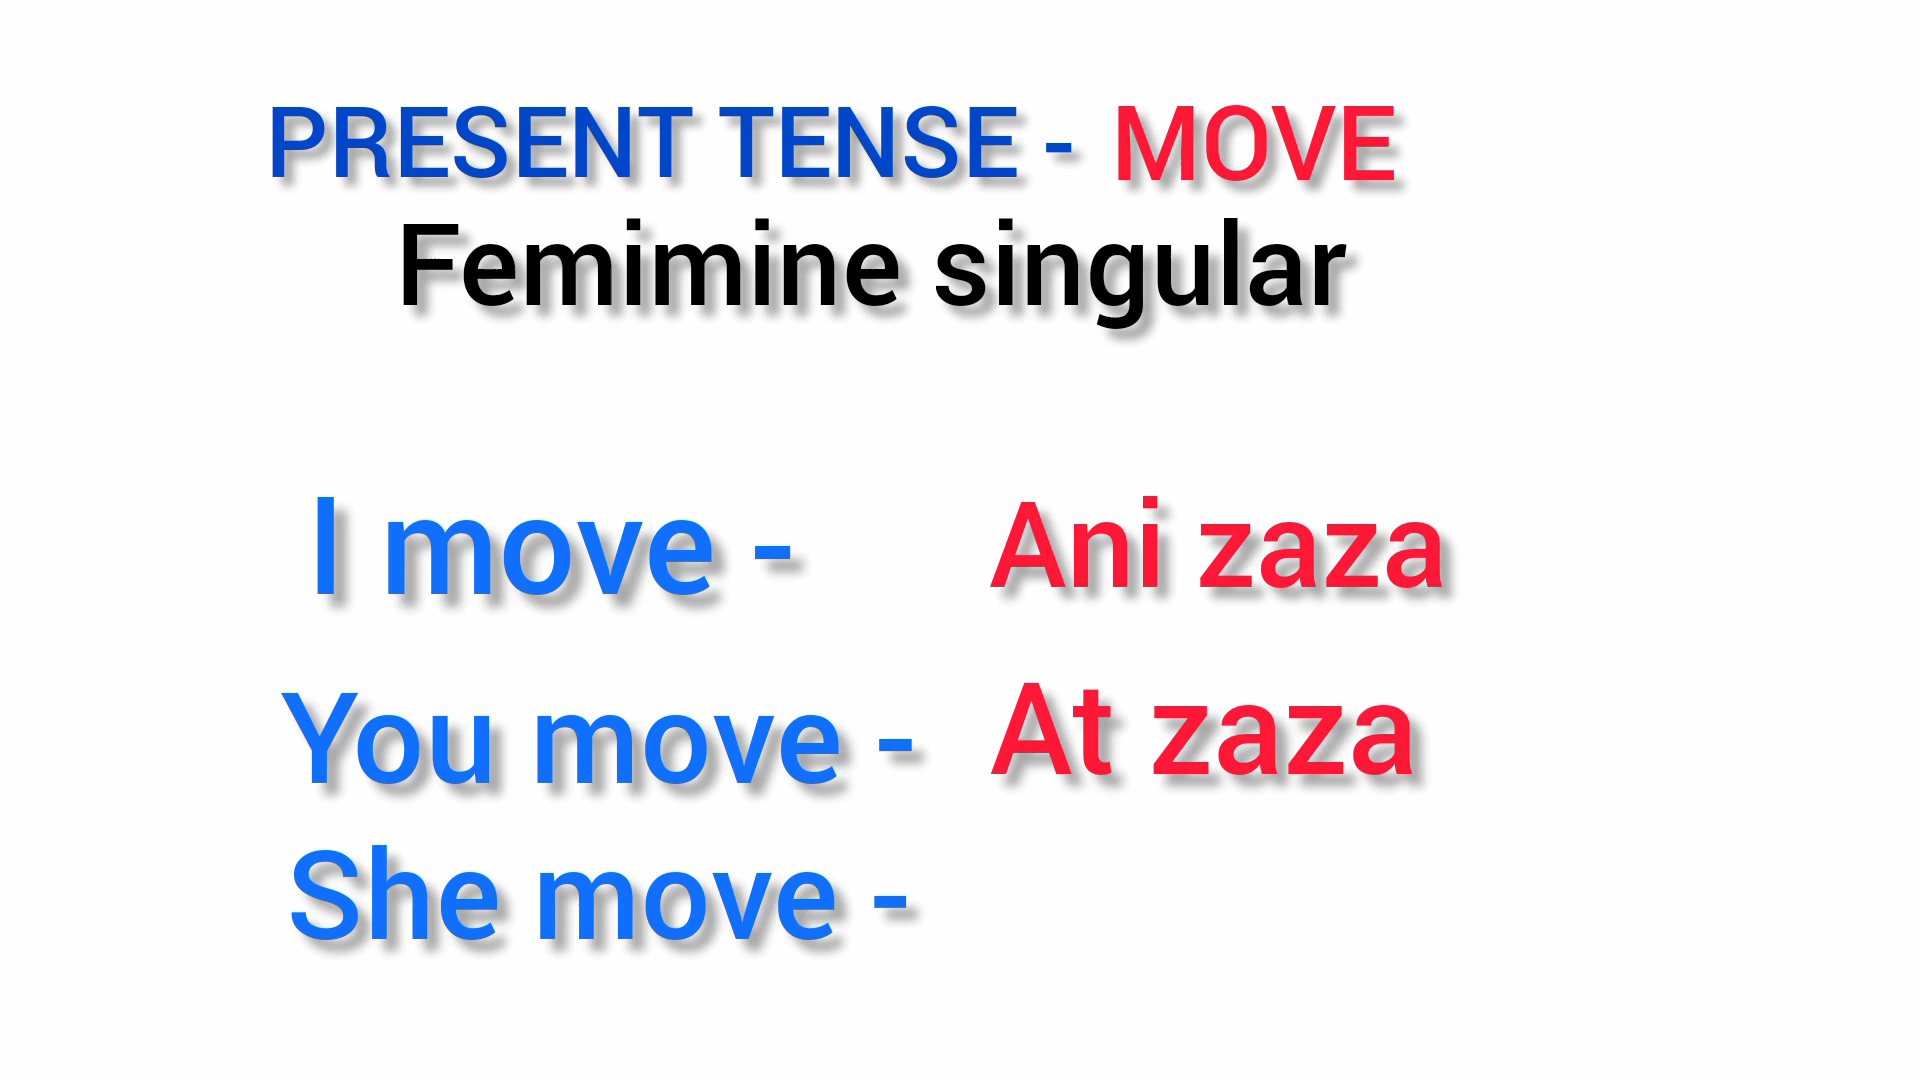 PRESENT TENSE - MOVE
Femimine singular
I move - Ani zaza
You move - At zaza
She move -